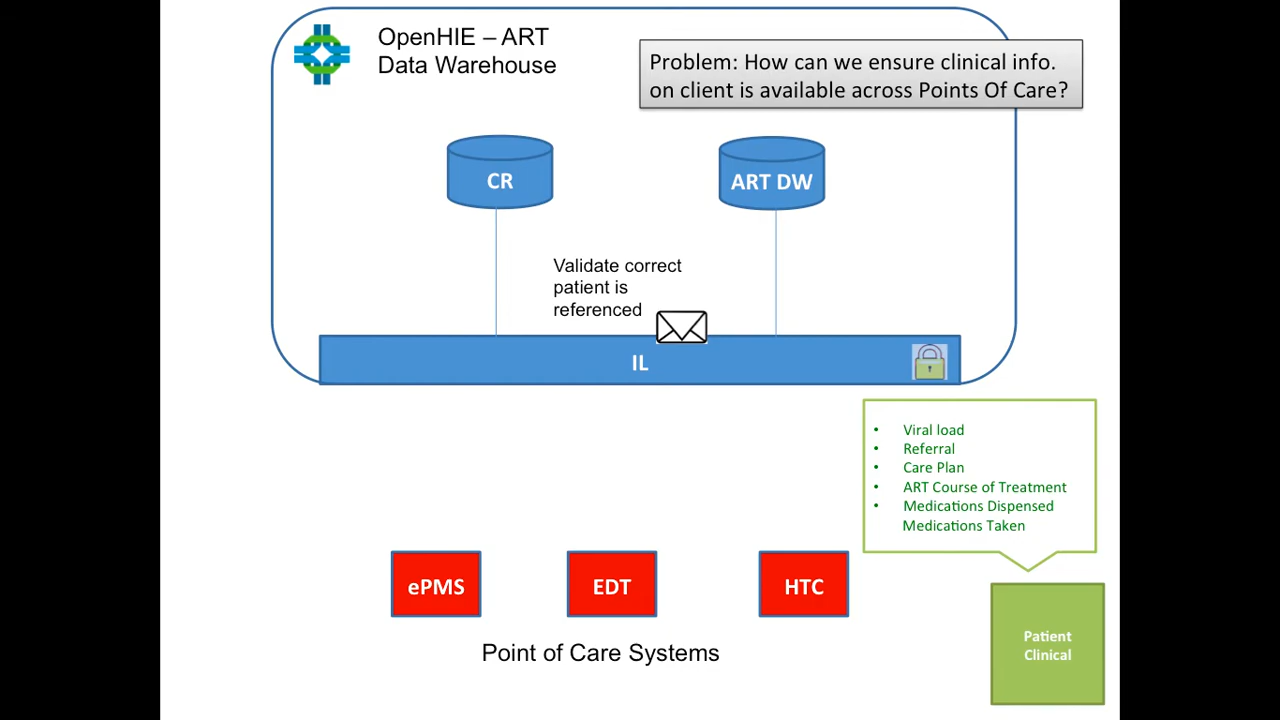 OpenHIE – ART
Data Warehouse
Problem: How can we ensure clinical info.
on client is available across Points Of Care?
CR
ART DW
Validate correct
patient is
referenced
IL
• Viral load
• Referral
• Care Plan
• ART Course of Treatment
• Medications Dispensed
Medications Taken
ePMS
EDT
HTC
Point of Care Systems
Patient
Clinical